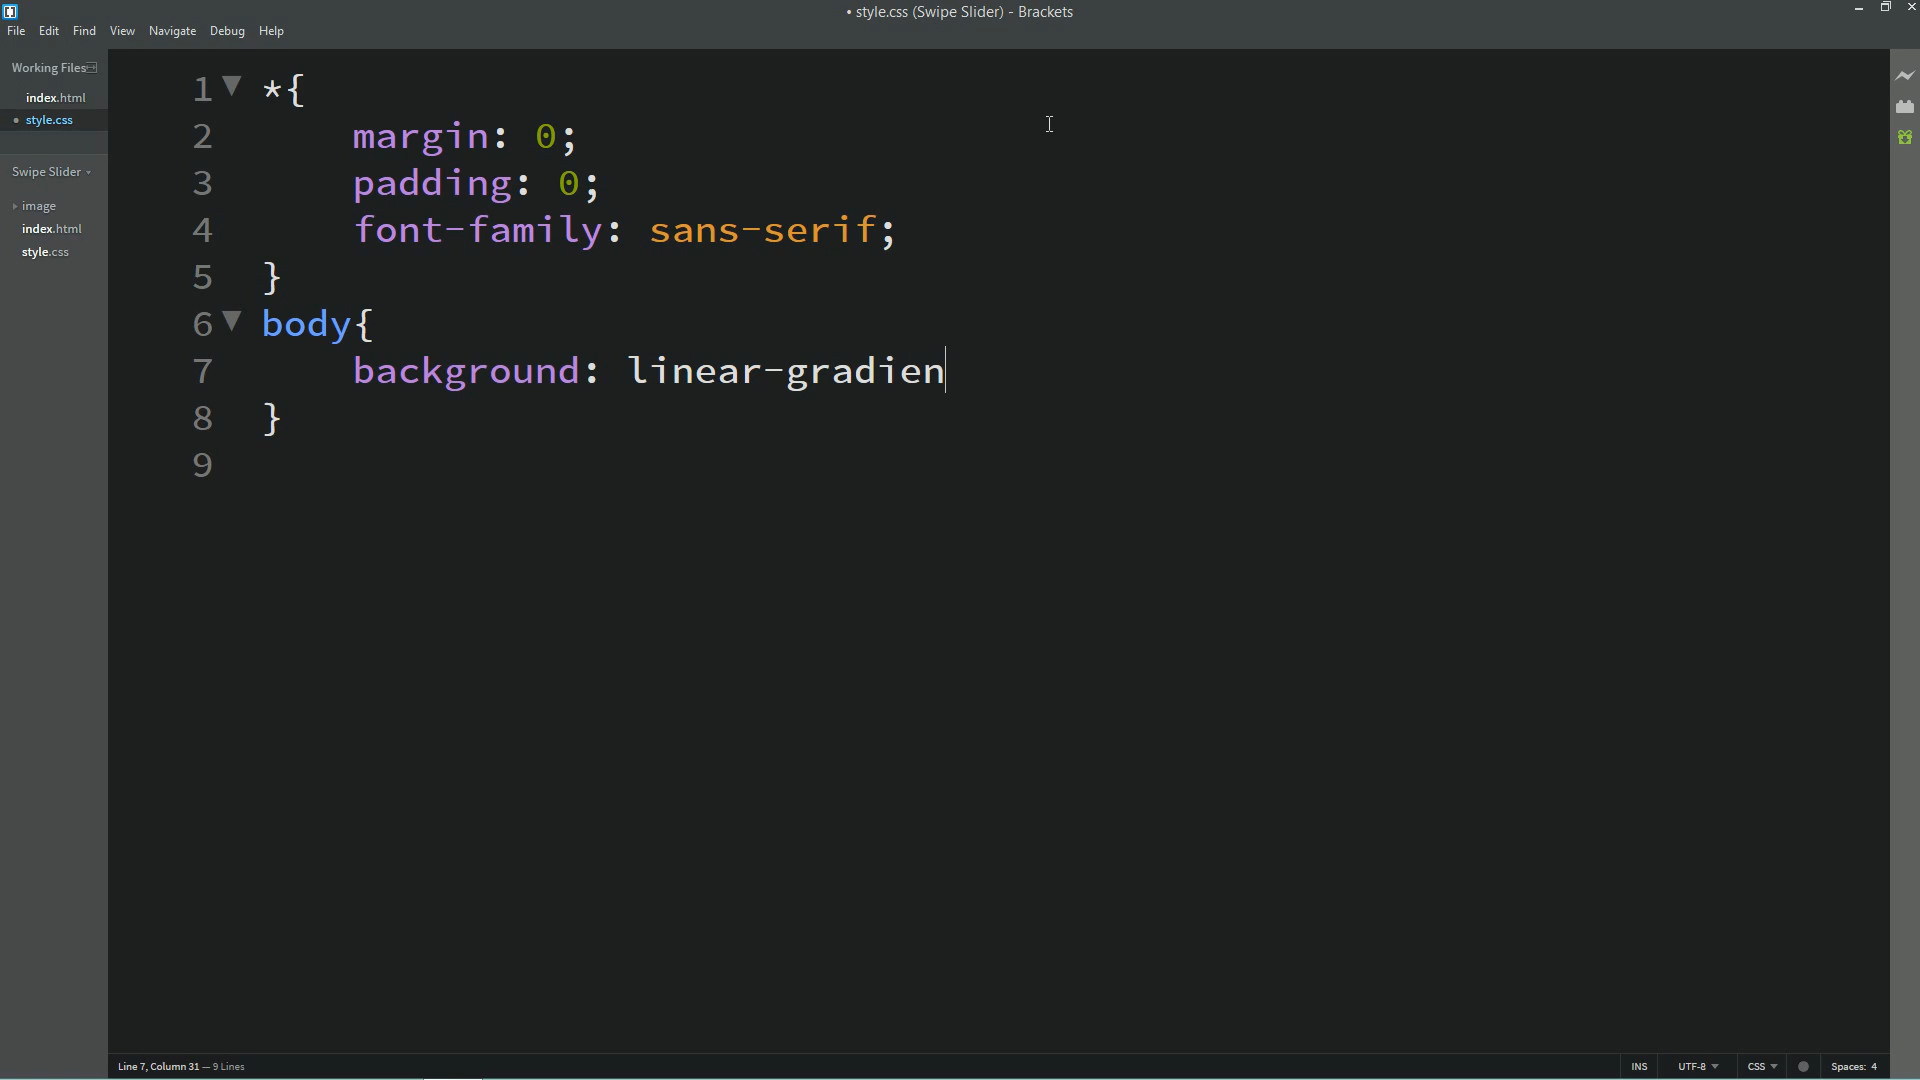 • style.css (Swipe Slider) - Brackets
File Edit Find View Navigate Debug Help
Working Files
index.html
• style.css
Swipe Slider
image
index.html
style.css
1 *{
2 margin: 0;
3 padding: 0;
4 font-family: sans-serif;
5 }
6 body{
7 background: linear-gradien
8 }
9
Line 7, Column 31 — 9 Lines
INS UTF-8 CSS Spaces: 4